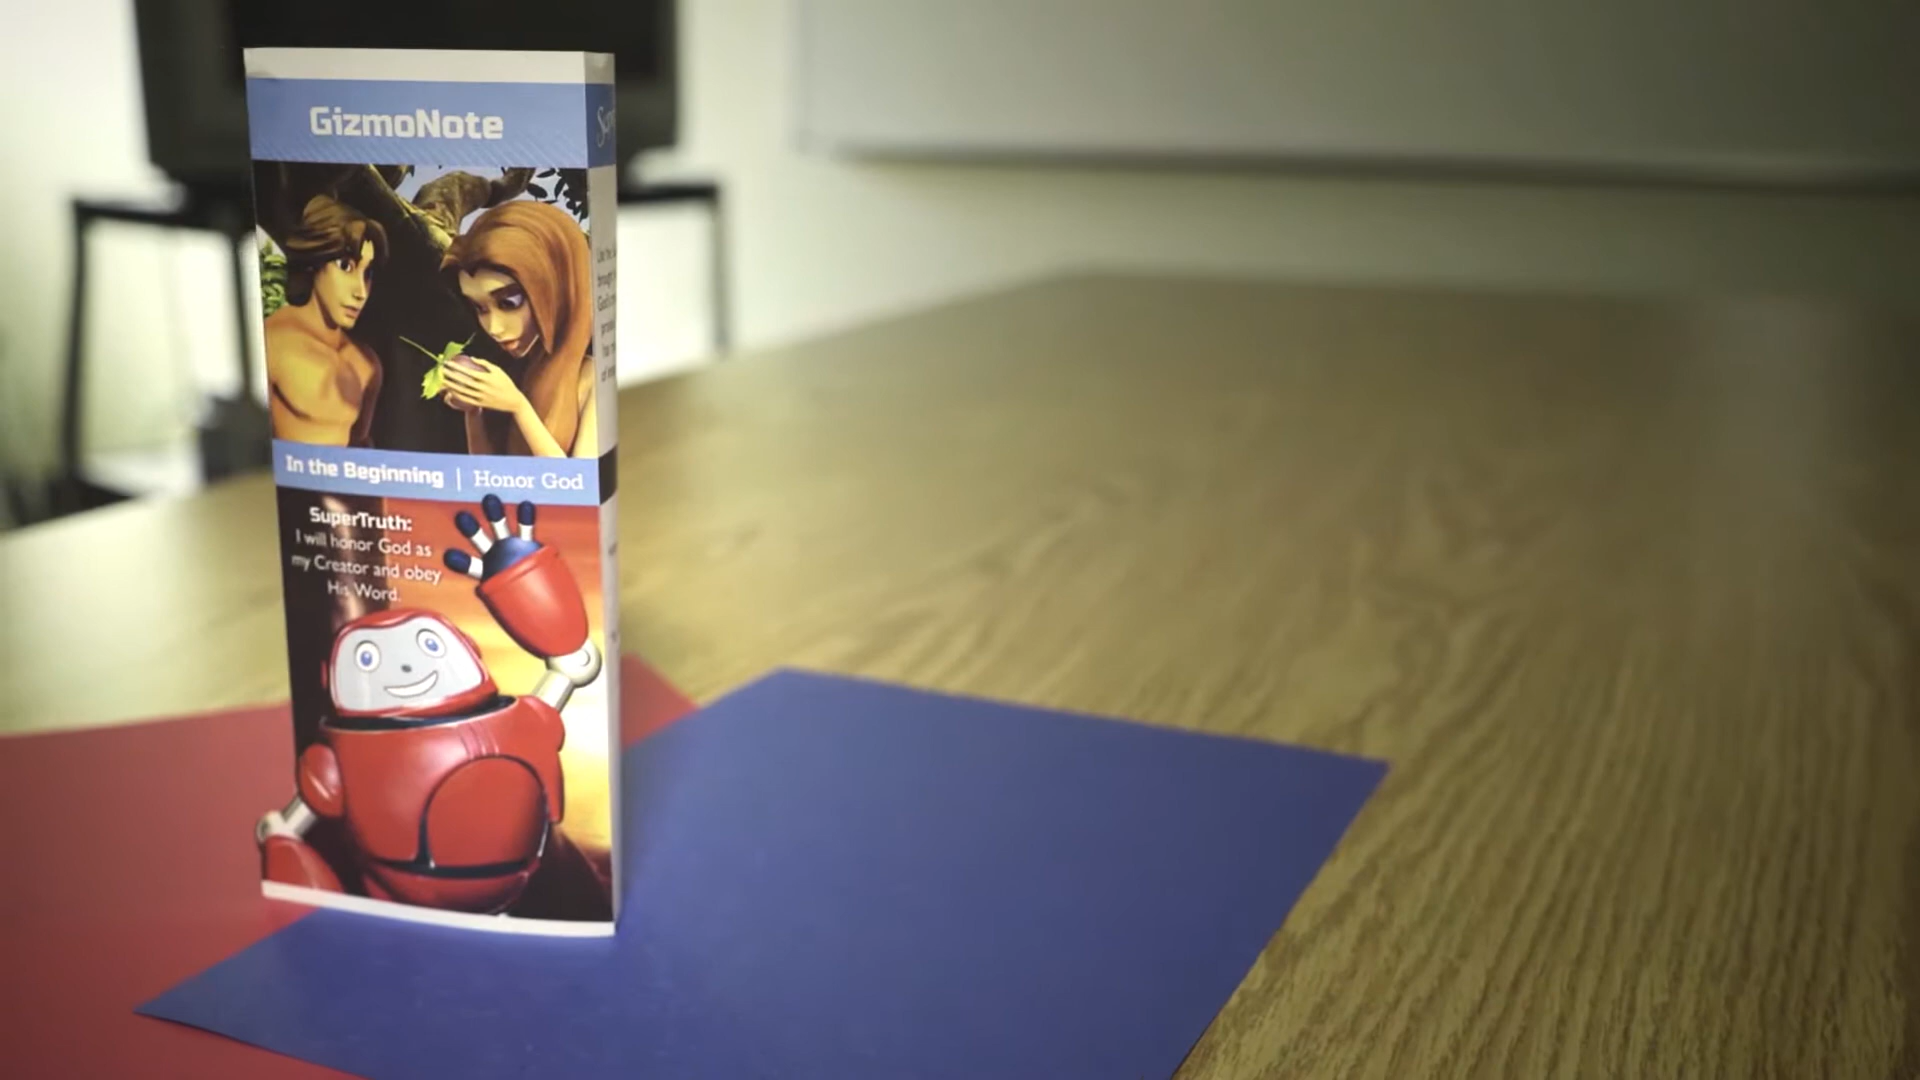 GizmoNote
In the Beginning | Honor God
SuperTruth:
I will honor God as
my Creator and obey
His Word.